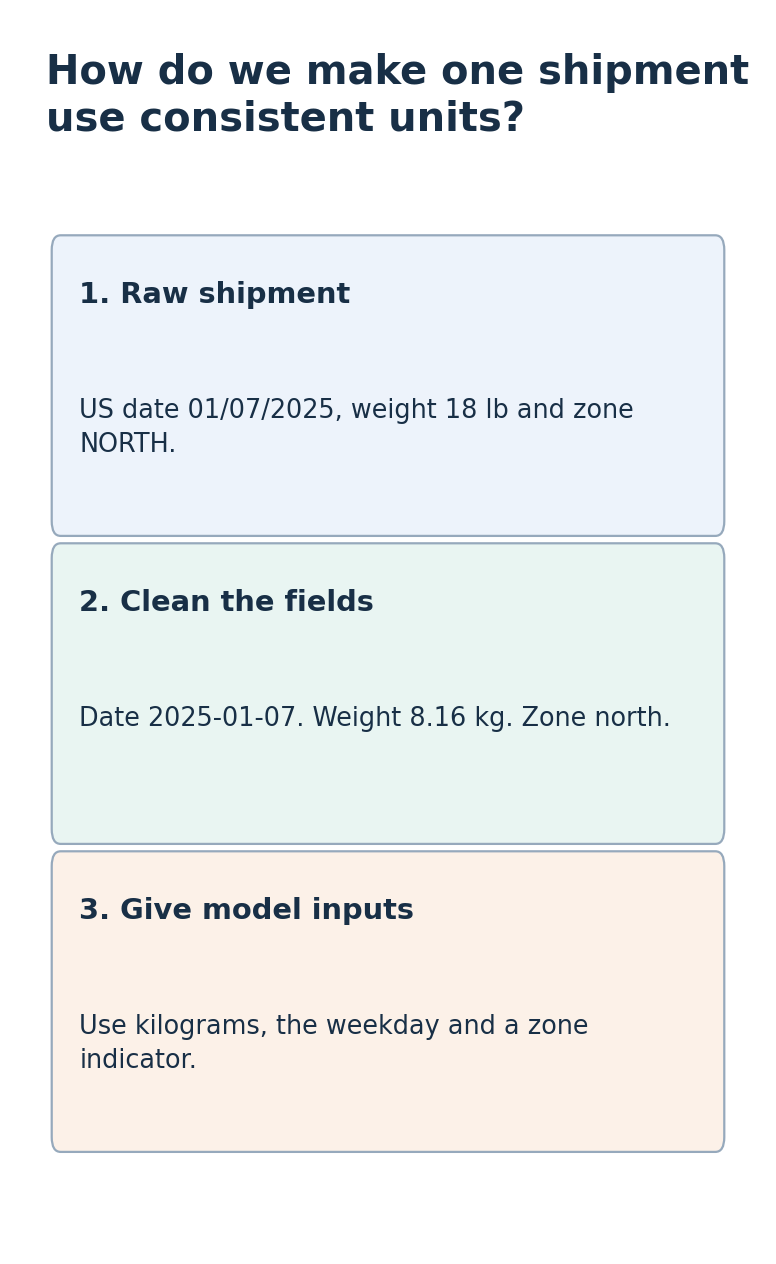 How do we make one shipment
use consistent units?
1. Raw shipment
US date 01/07/2025, weight 18 lb and zone
NORTH.
2. Clean the fields
Date 2025-01-07. Weight 8.16 kg. Zone north.
3. Give model inputs
Use kilograms, the weekday and a zone
indicator.